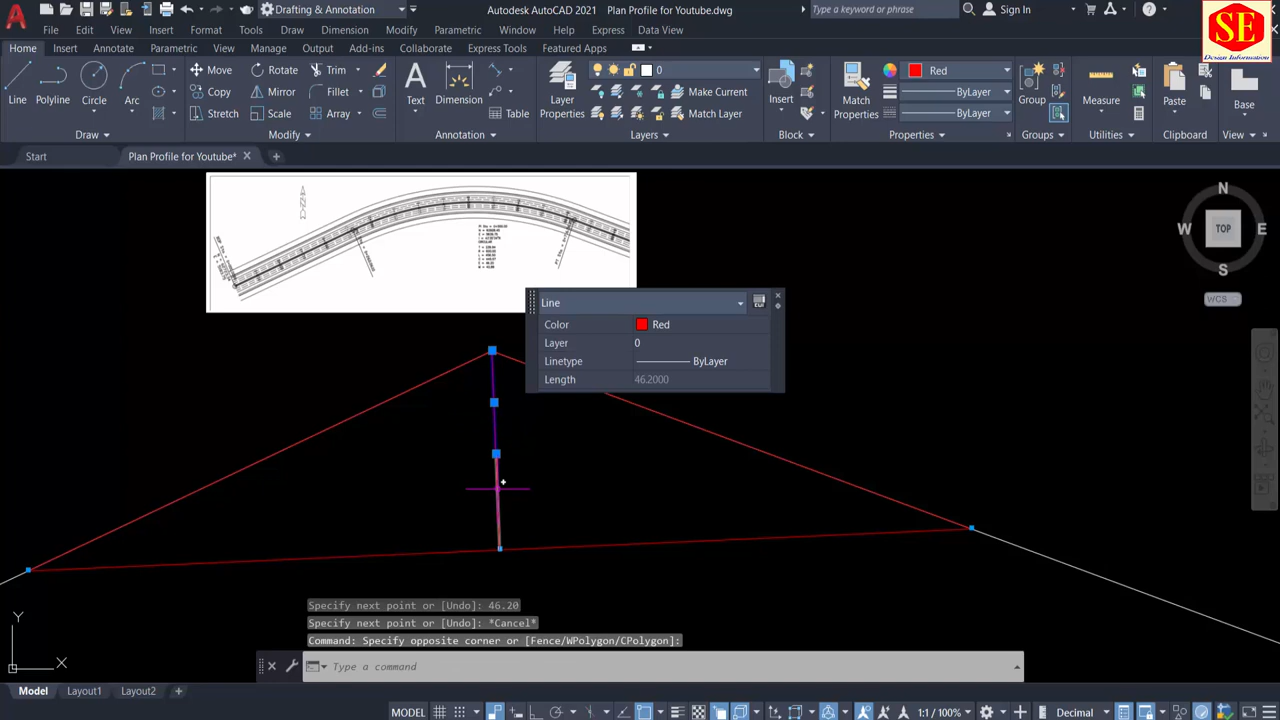 Drafting & Annotation
Autodesk AutoCAD 2021 Plan Profile for Youtube.dwg
Type a keyword or phrase
Sign In
SE
Design Information
File Edit View Insert Format Tools Draw Dimension Modify Parametric Window Help Express Data View
Home Insert Annotate Parametric View Manage Output Add-ins Collaborate Express Tools Featured Apps
Line Polyline Circle Arc
Draw
Move Rotate Trim
Copy Mirror Fillet
Stretch Scale Array
Modify
Text Dimension Table
Annotation
Layer
Properties
0
Make Current
Match Layer
Layers
Insert
Block
Match
Properties
Red
ByLayer
ByLayer
Properties
Group
Groups
Measure
Utilities
Paste
Clipboard
Base
View
Start Plan Profile for Youtube*
N
W TOP E
S
WCS
Line
Color Red
Layer 0
Linetype ByLayer
Length 46.2000
Specify next point or [Undo]: 46.20
Specify next point or [Undo]: *Cancel*
Command: Specify opposite corner or [Fence/WPolygon/CPolygon]:
Type a command
Y
X
Model Layout1 Layout2
MODEL 1:1 / 100% Decimal